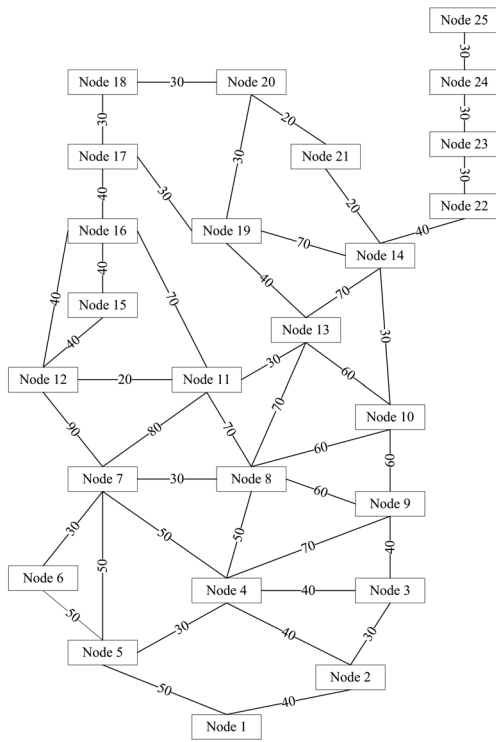 Node 25
30
Node 18
30
Node 20
Node 24
30
20
30
Node 17
Node 21
Node 23
40
30
30
20
30
Node 16
Node 19
70
40
Node 22
Node 14
40
40
70
40
70
Node 15
40
Node 13
30
Node 12
20
Node 11
30
60
Node 10
90
80
70
70
60
60
Node 7
30
Node 8
60
Node 9
30
50
50
50
70
40
Node 6
50
Node 4
40
Node 3
30
40
30
Node 5
Node 2
50
40
Node 1